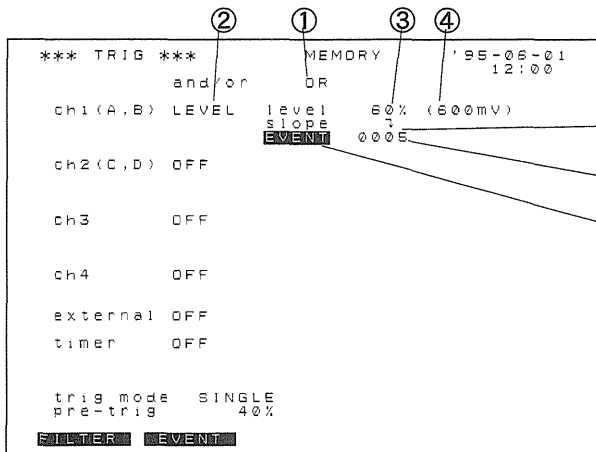 ② ① ③ ④
*** TRIG *** MEMORY '95-06-01
12:00
and/or OR
ch1(A,B) LEVEL level 60% (600mV)
slope ↴
EVENT 0005
ch2(C,D) OFF
ch3 OFF
ch4 OFF
external OFF
timer OFF
trig mode SINGLE
pre-trig 40%
FILTER EVENT